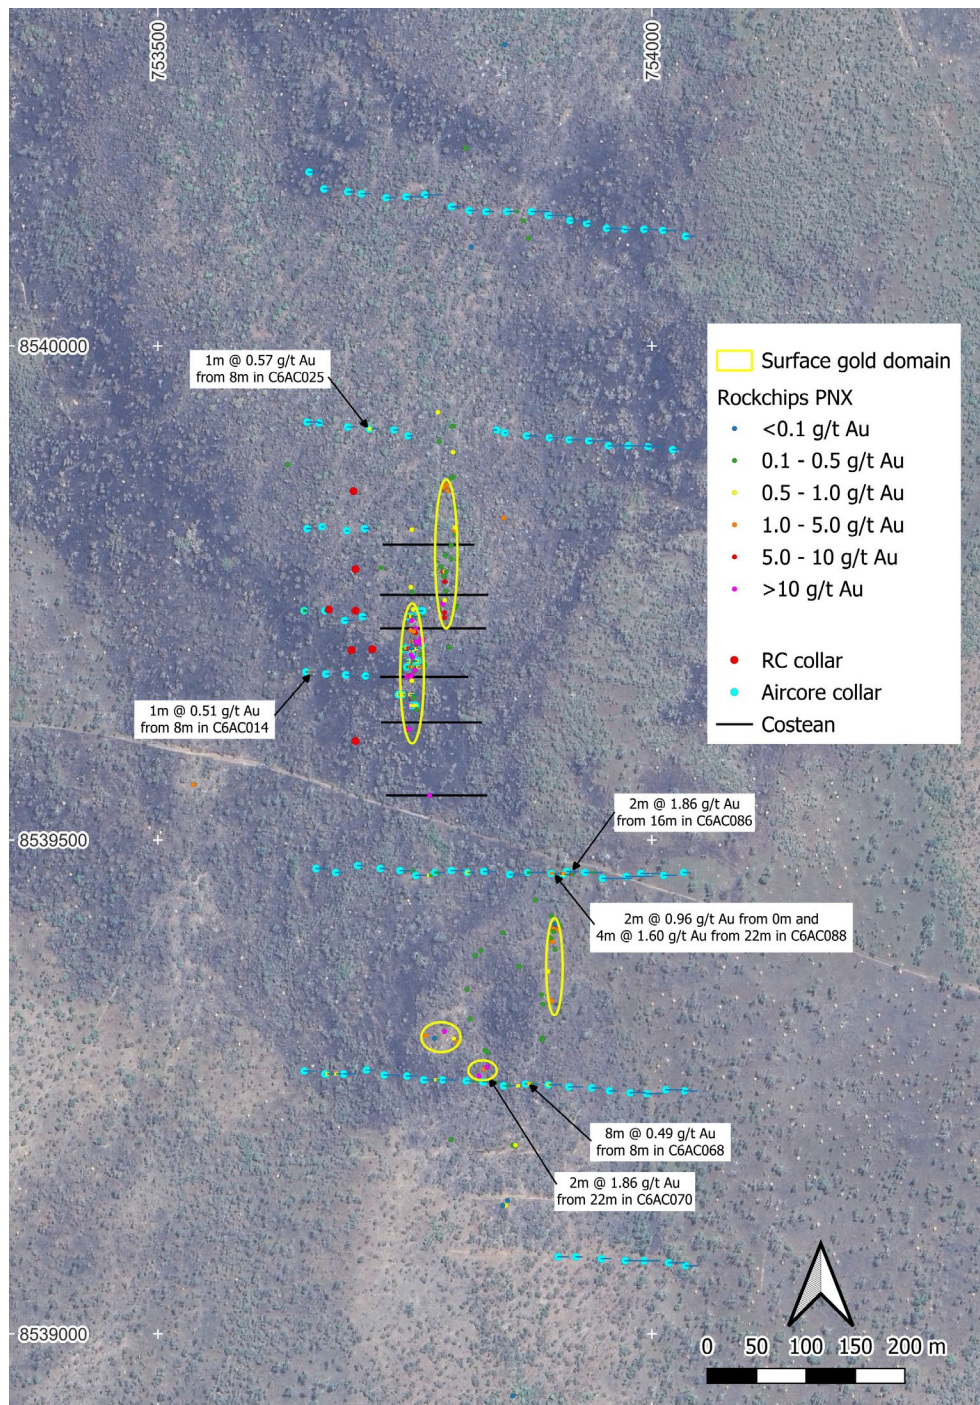 753500
754000
8540000
1m @ 0.57 g/t Au
from 8m in C6AC025
Surface gold domain
Rockchips PNX
<0.1 g/t Au
0.1 - 0.5 g/t Au
0.5 - 1.0 g/t Au
1.0 - 5.0 g/t Au
5.0 - 10 g/t Au
>10 g/t Au
RC collar
Aircore collar
Costean
1m @ 0.51 g/t Au
from 8m in C6AC014
2m @ 1.86 g/t Au
from 16m in C6AC086
8539500
2m @ 0.96 g/t Au from 0m and
4m @ 1.60 g/t Au from 22m in C6AC088
8m @ 0.49 g/t Au
from 8m in C6AC068
2m @ 1.86 g/t Au
from 22m in C6AC070
8539000
0 50 100 150 200 m